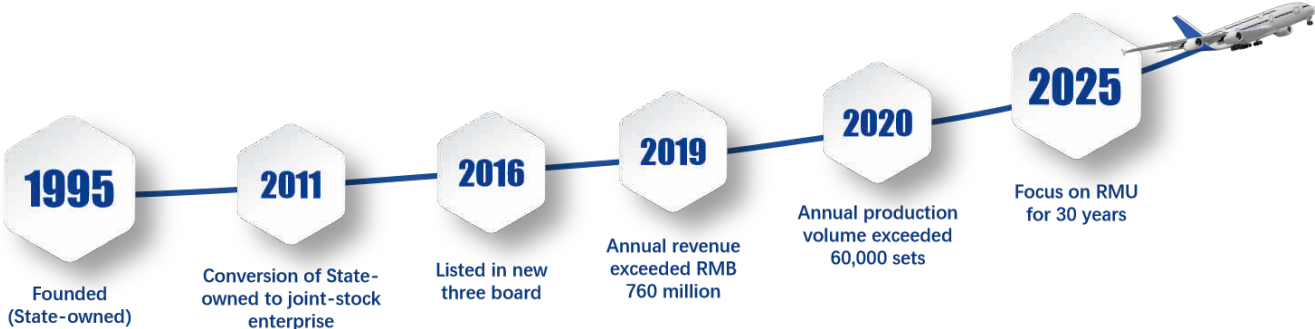 1995
Founded
(State-owned)
2011
Conversion of State-
owned to joint-stock
enterprise
2016
Listed in new
three board
2019
Annual revenue
exceeded RMB
760 million
2020
Annual production
volume exceeded
60,000 sets
2025
Focus on RMU
for 30 years